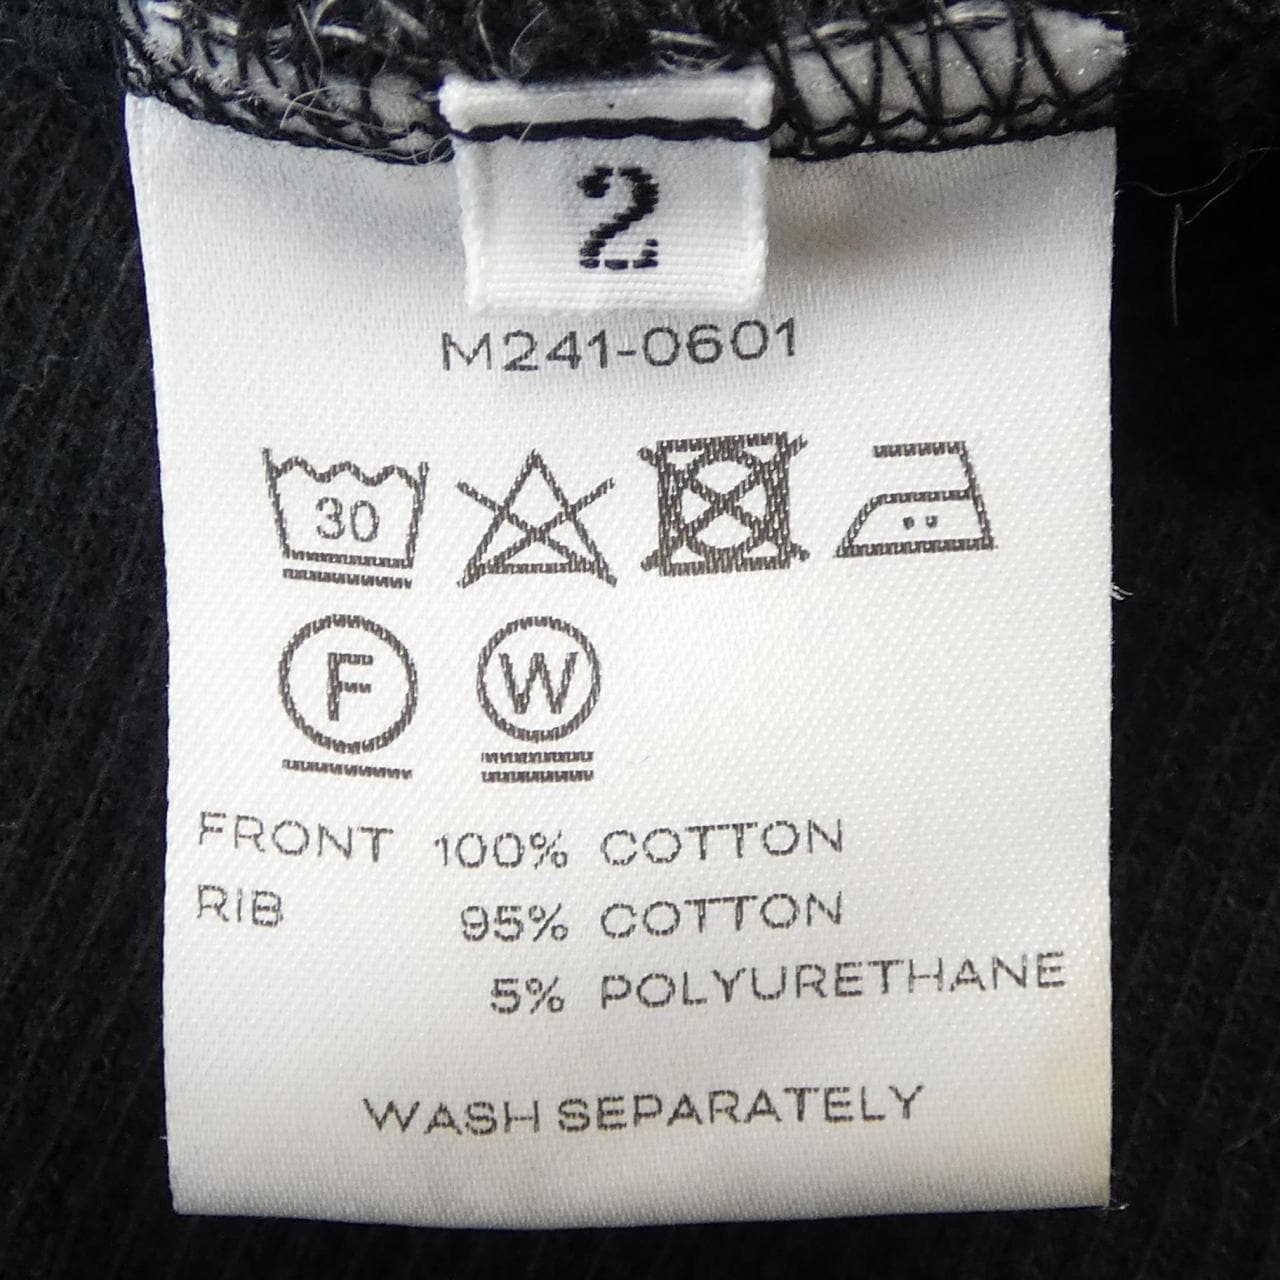 2
M241-0601
30
F W
FRONT 100% COTTON
RIB 95% COTTON
5% POLYURETHANE
WASH SEPARATELY